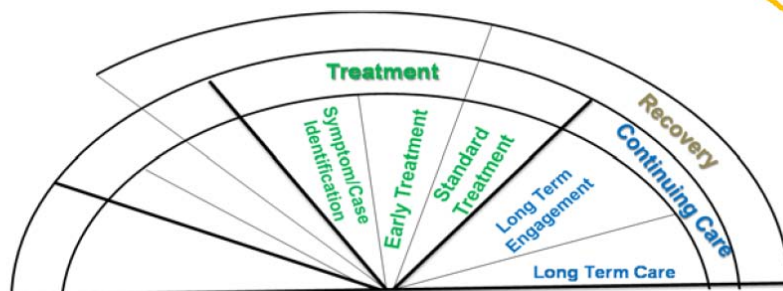 Treatment
Symptom/Case
Identification
Early Treatment
Standard
Treatment
Long Term
Engagement
Long Term Care
Continuing Care
Recovery